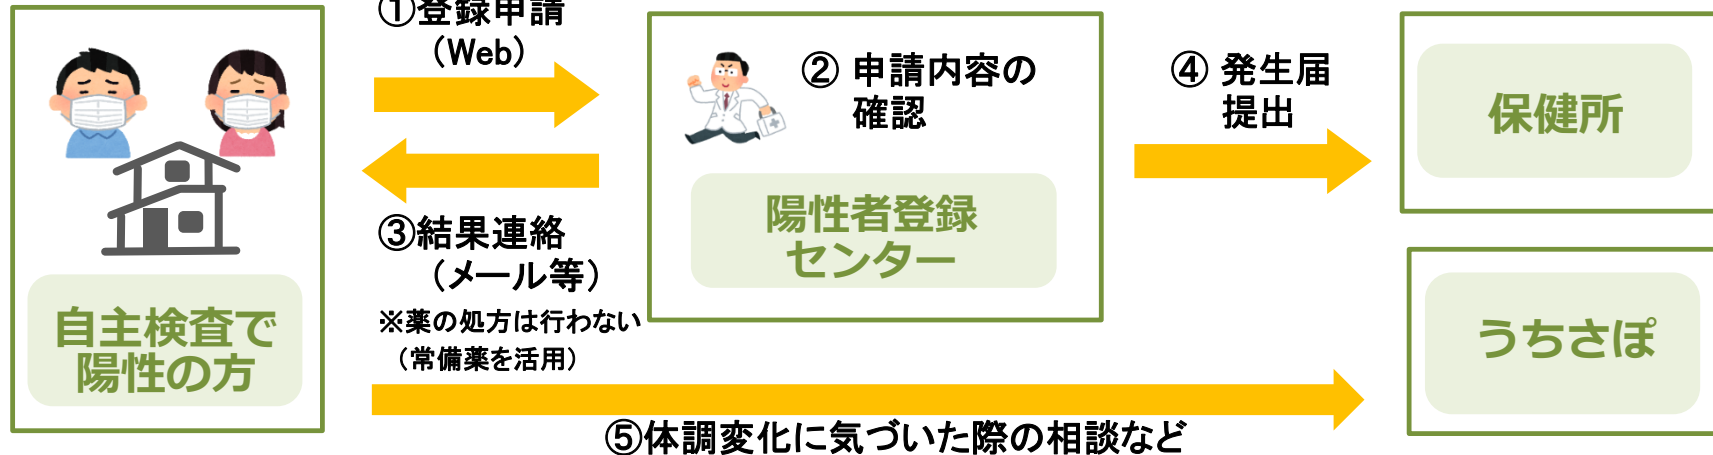 ①登録申請
（Web）
② 申請内容の
確認
④ 発生届
提出
保健所
陽性者登録
センター
③結果連絡
（メール等）
※薬の処方は行わない
（常備薬を活用）
自主検査で
陽性の方
うちさぽ
⑤体調変化に気づいた際の相談など